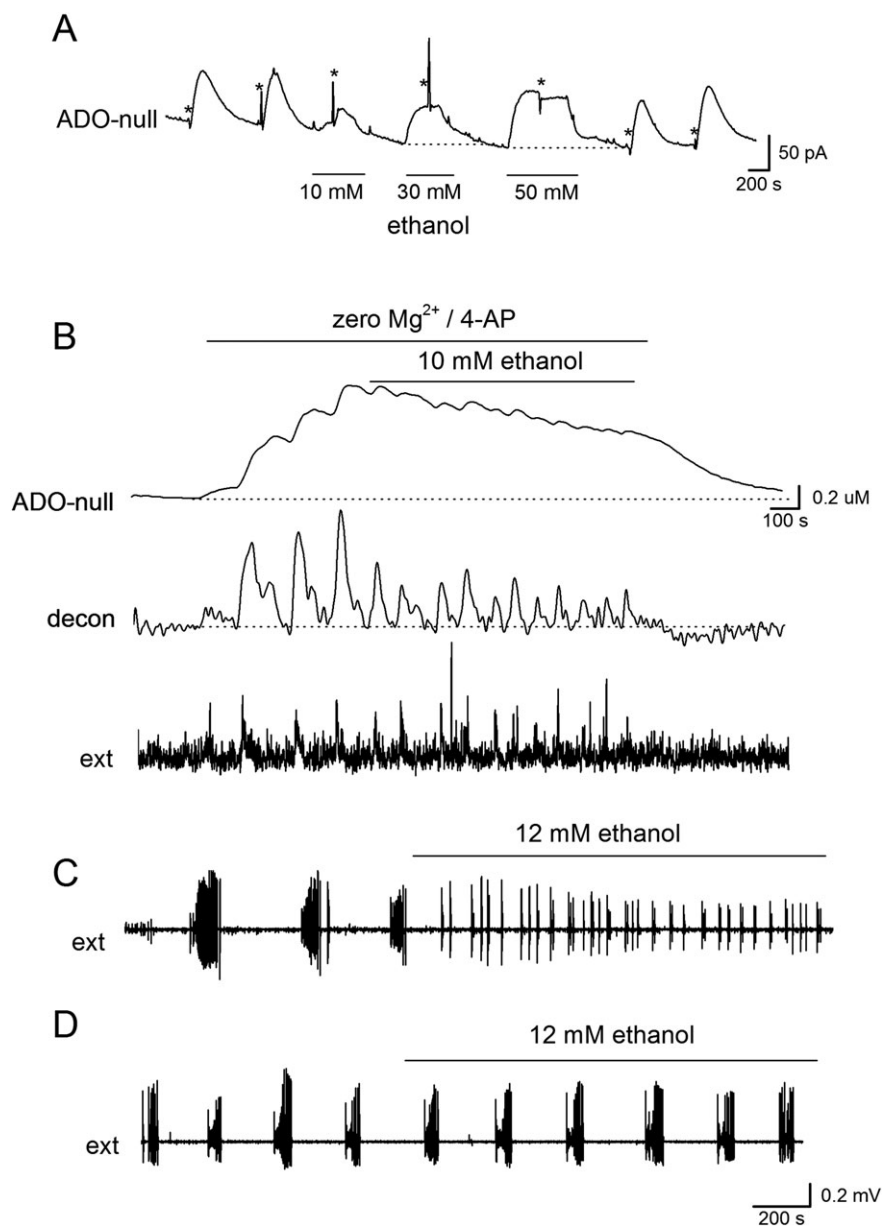 A
*
*
*
*
*
*
*
ADO-null
50 pA
200 s
10 mM
30 mM
50 mM
ethanol
B
zero Mg²⁺ / 4-AP
10 mM ethanol
ADO-null
0.2 uM
100 s
decon
ext
12 mM ethanol
C
ext
D
12 mM ethanol
ext
0.2 mV
200 s